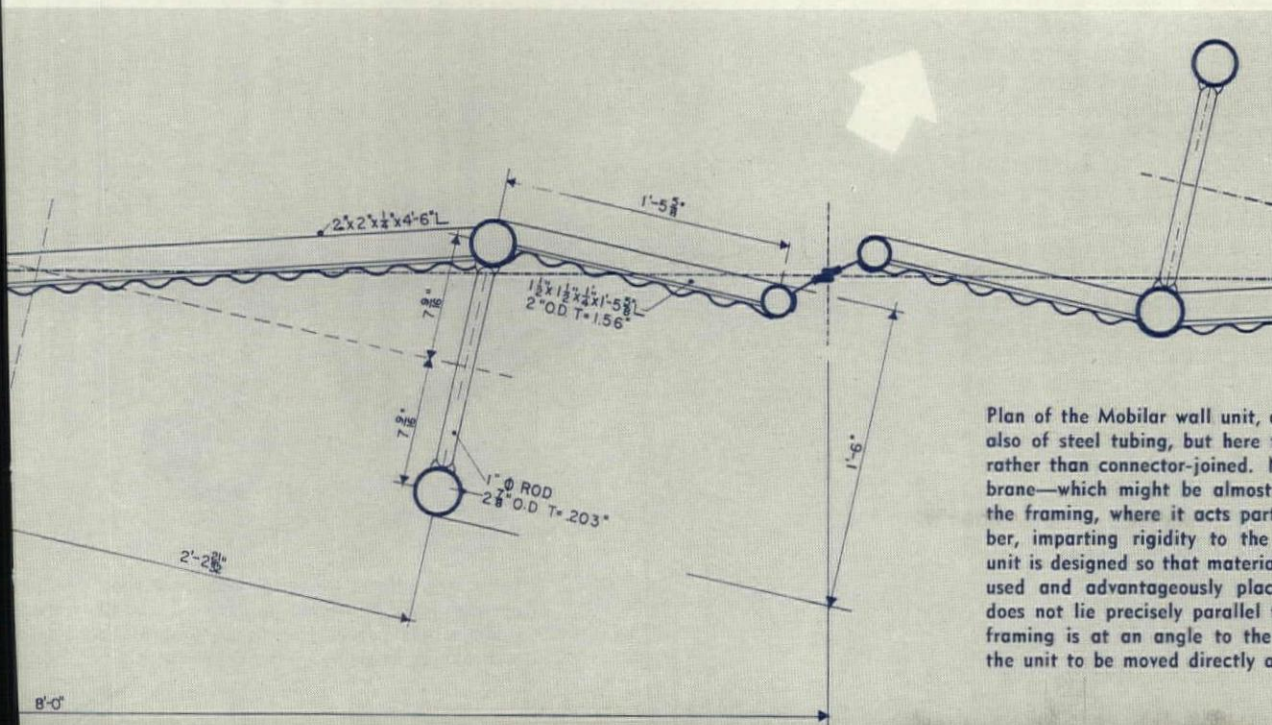 1'-5⅝"
2"x2"x¼"x4'-6"L
1½"x1½"x¼"x1'-5⅝"L
2"O.D. T=1.56"
7 9/16"
7 9/16"
1'-9"
1"Φ ROD
2⅞"O.D T=.203"
2'-2 21/32"
8'-0"
Plan of the Mobilar wall unit,
also of steel tubing, but here
rather than connector-joined.
brane—which might be almost
the framing, where it acts part
ber, imparting rigidity to the
unit is designed so that materia
used and advantageously plac
does not lie precisely parallel
framing is at an angle to the
the unit to be moved directly a